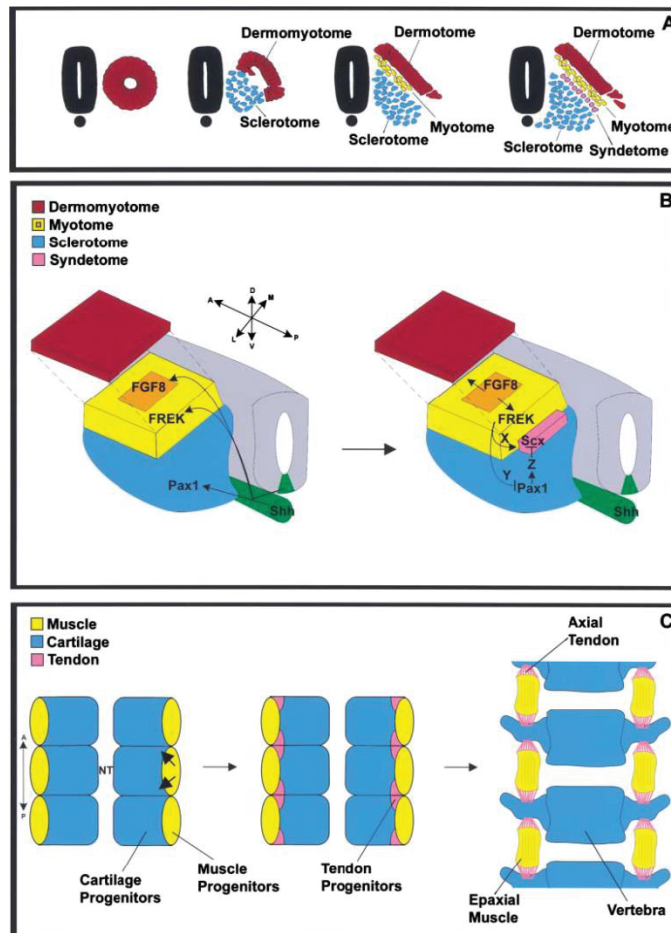 A
Dermomyotome
Dermotome
Dermotome
Sclerotome
Sclerotome
Myotome
Myotome
Sclerotome
Syndetome
B
Dermomyotome
Myotome
Sclerotome
Syndetome
D
A
M
L
P
V
FGF8
FREK
Pax1
Shh
FGF8
FREK
X
Scx
Z
Y
Pax1
Shh
C
Muscle
Cartilage
Tendon
Axial
Tendon
A
NT
P
Cartilage
Progenitors
Muscle
Progenitors
Tendon
Progenitors
Epaxial
Muscle
Vertebra